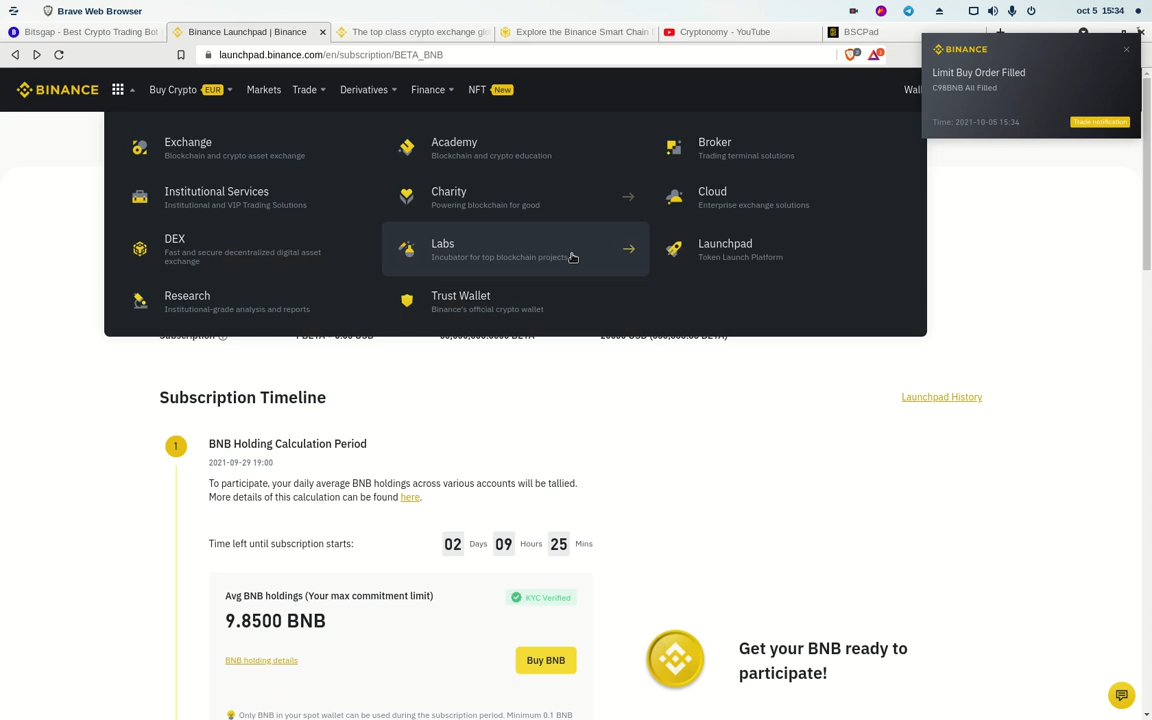 Brave Web Browser
oct 5 15:34
Bitsgap - Best Crypto Trading Bot
Binance Launchpad | Binance
The top class crypto exchange glo
Explore the Binance Smart Chain
Cryptonomy - YouTube
BSCPad
launchpad.binance.com/en/subscription/BETA_BNB
BINANCE
Buy Crypto EUR
Markets
Trade
Derivatives
Finance
NFT New
Wall
BINANCE
Limit Buy Order Filled
C98BNB All Filled
Time: 2021-10-05 15:34
Trade notification
Exchange
Blockchain and crypto asset exchange
Academy
Blockchain and crypto education
Broker
Trading terminal solutions
Institutional Services
Institutional and VIP Trading Solutions
Charity
Powering blockchain for good
Cloud
Enterprise exchange solutions
DEX
Fast and secure decentralized digital asset
exchange
Labs
Incubator for top blockchain projects
Launchpad
Token Launch Platform
Research
Institutional-grade analysis and reports
Trust Wallet
Binance's official crypto wallet
Subscription Timeline
Launchpad History
1
BNB Holding Calculation Period
2021-09-29 19:00
To participate, your daily average BNB holdings across various accounts will be tallied.
More details of this calculation can be found here.
Time left until subscription starts:
02 Days 09 Hours 25 Mins
Avg BNB holdings (Your max commitment limit)
KYC Verified
9.8500 BNB
BNB holding details
Buy BNB
Get your BNB ready to
participate!
Only BNB in your spot wallet can be used during the subscription period. Minimum 0.1 BNB